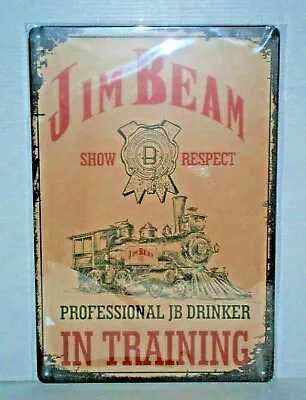 JIM BEAM
B
SHOW RESPECT
JIM BEAM
PROFESSIONAL JB DRINKER
IN TRAINING